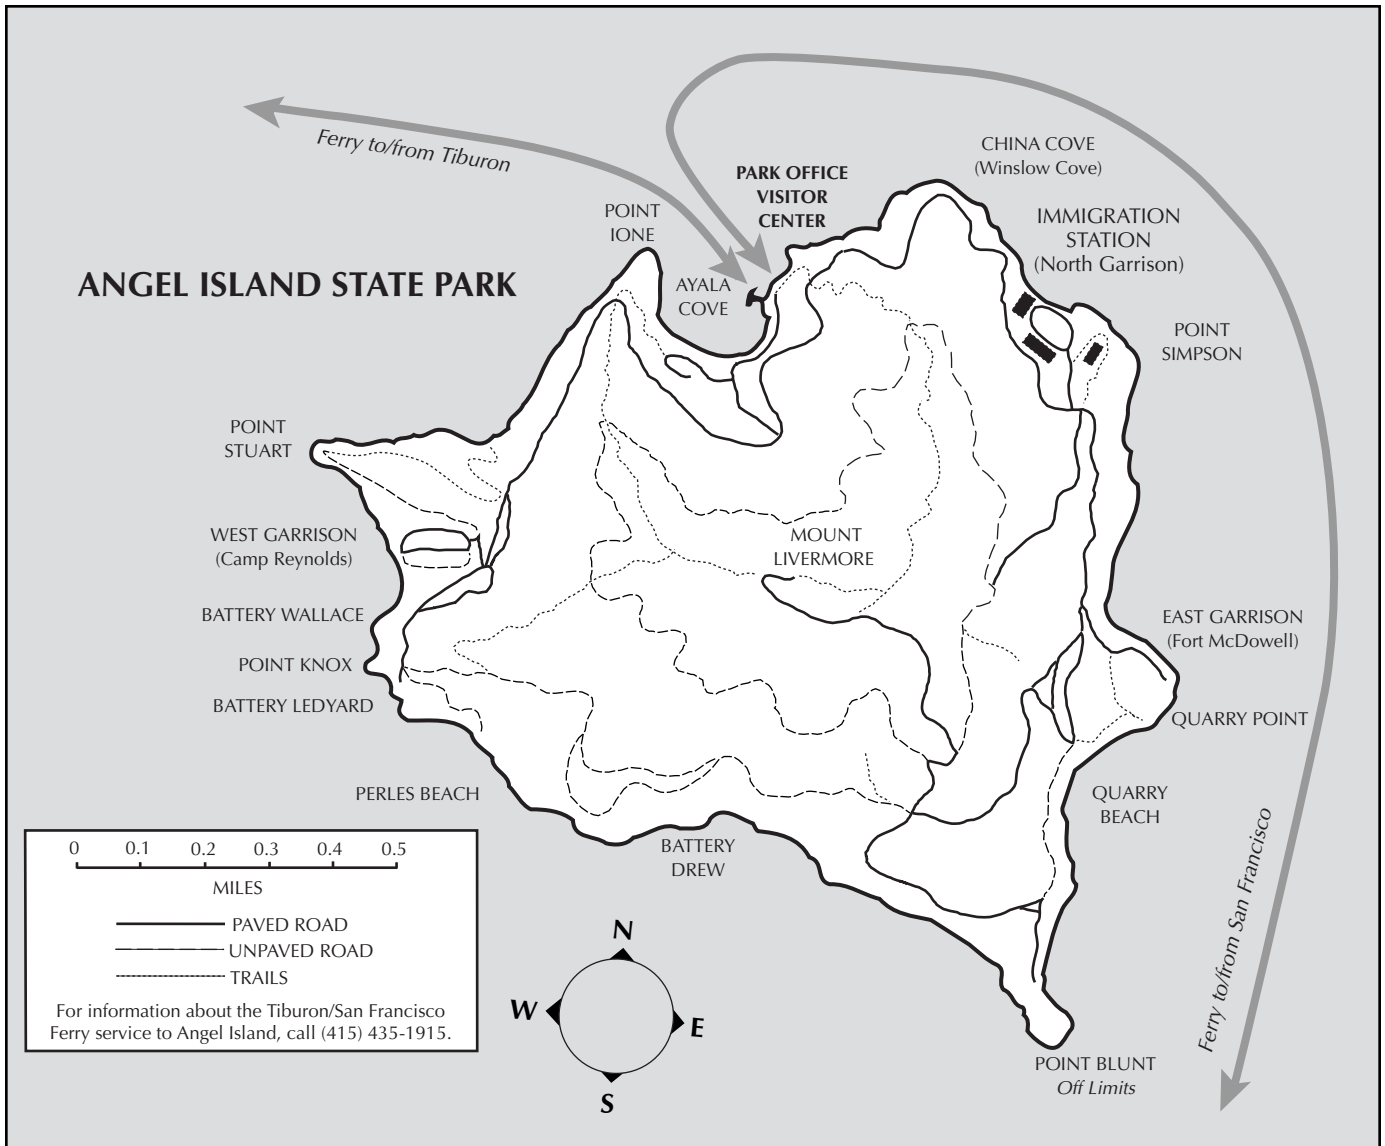 Ferry to/from Tiburon
CHINA COVE
(Winslow Cove)
PARK OFFICE
VISITOR
CENTER
POINT
IONE
IMMIGRATION
STATION
(North Garrison)
ANGEL ISLAND STATE PARK
AYALA
COVE
POINT
SIMPSON
POINT
STUART
WEST GARRISON
(Camp Reynolds)
MOUNT
LIVERMORE
BATTERY WALLACE
EAST GARRISON
(Fort McDowell)
POINT KNOX
BATTERY LEDYARD
QUARRY POINT
PERLES BEACH
QUARRY
BEACH
BATTERY
DREW
Ferry to/from San Francisco
0 0.1 0.2 0.3 0.4 0.5
MILES
PAVED ROAD
UNPAVED ROAD
TRAILS
For information about the Tiburon/San Francisco
Ferry service to Angel Island, call (415) 435-1915.
N
W
E
S
POINT BLUNT
Off Limits